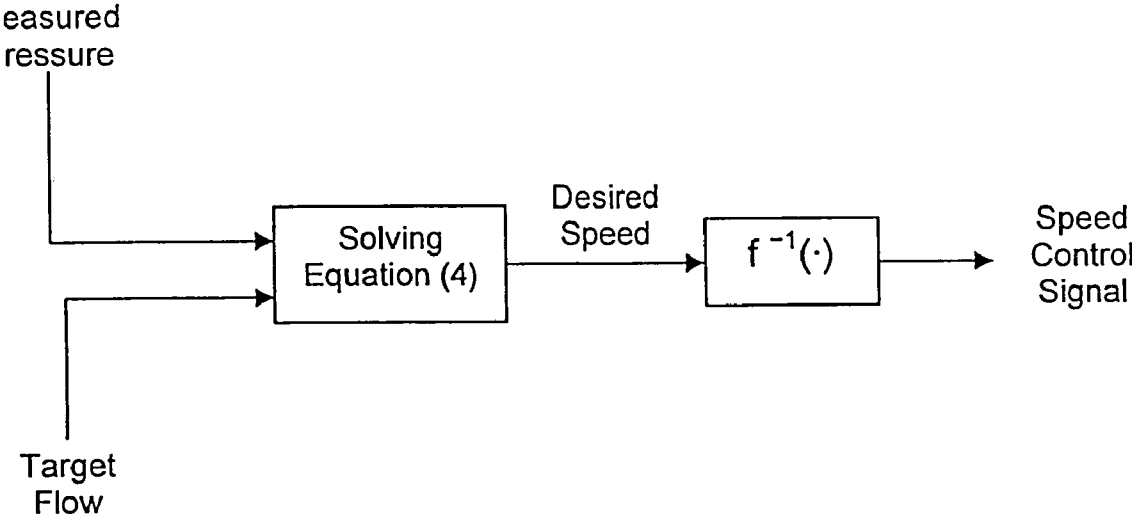 easured
ressure
Solving
Equation (4)
Desired
Speed
f ⁻¹(·)
Speed
Control
Signal
Target
Flow